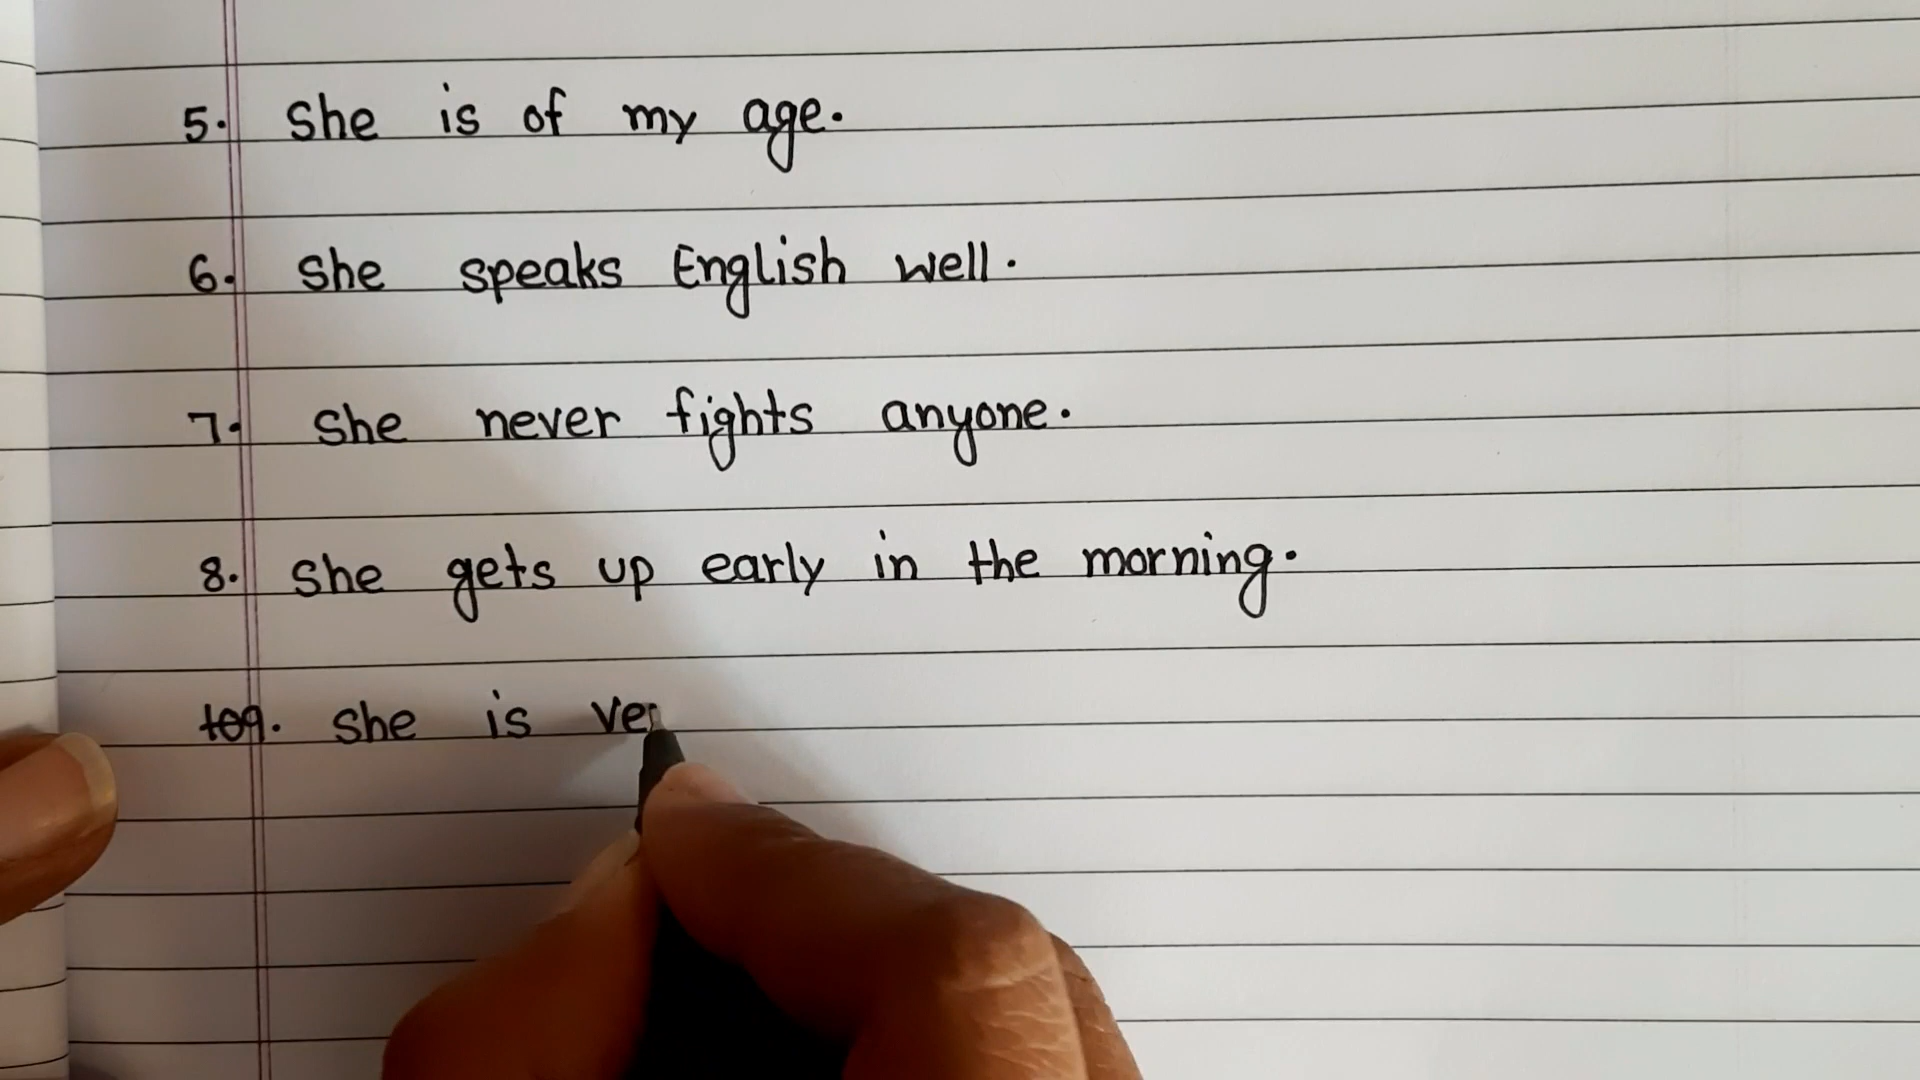 5. She is of my age.
6. She speaks English well.
7. She never fights anyone.
8. She gets up early in the morning.
9. She is ve